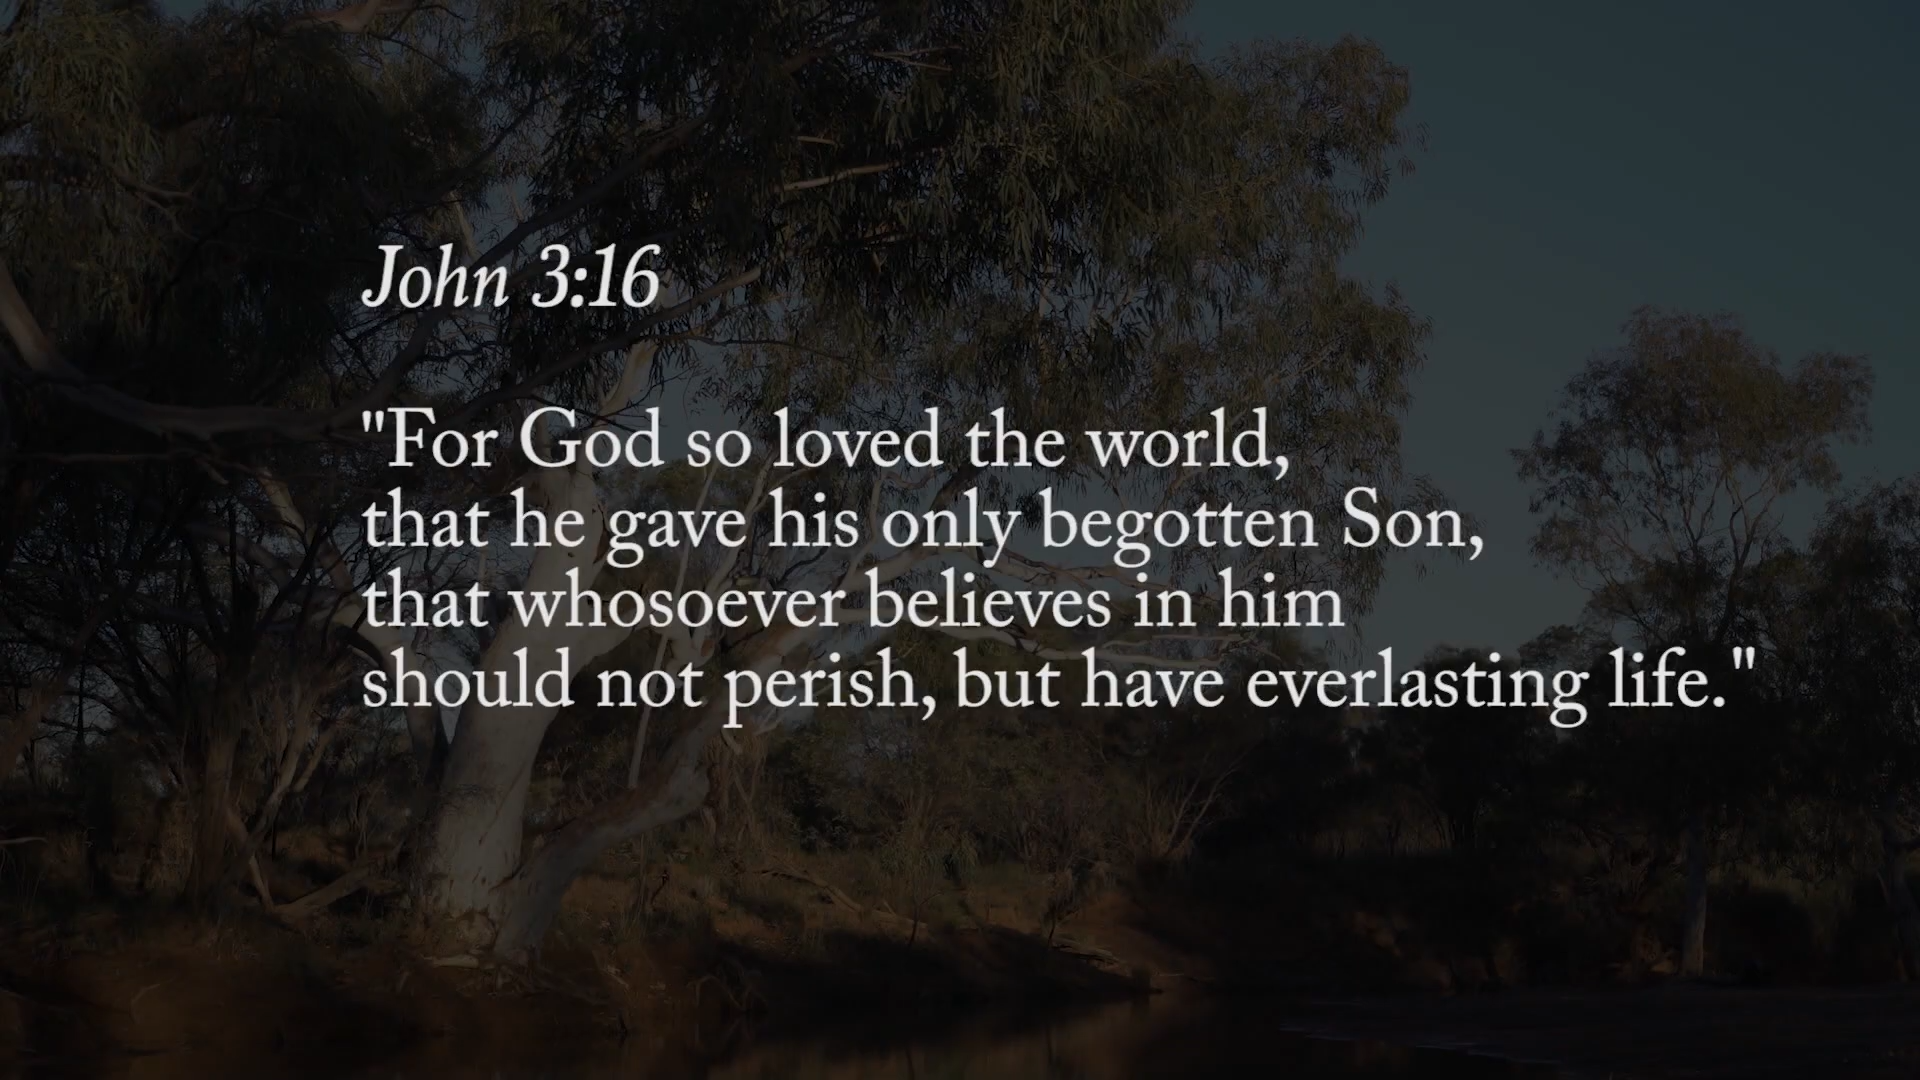 John 3:16
"For God so loved the world,
that he gave his only begotten Son,
that whosoever believes in him
should not perish, but have everlasting life."